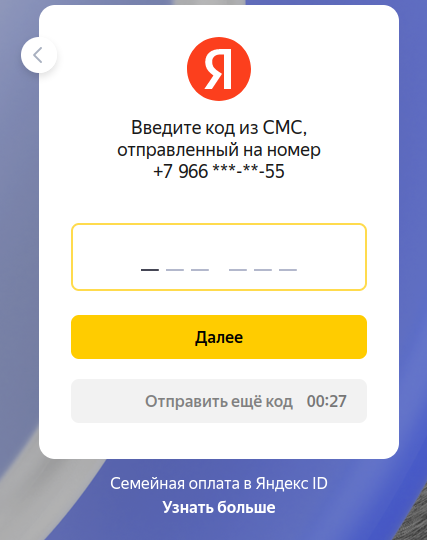 Я
Введите код из СМС,
отправленный на номер
+7 966 ***-**-55
Далее
Отправить ещё код 00:27
Семейная оплата в Яндекс ID
Узнать больше